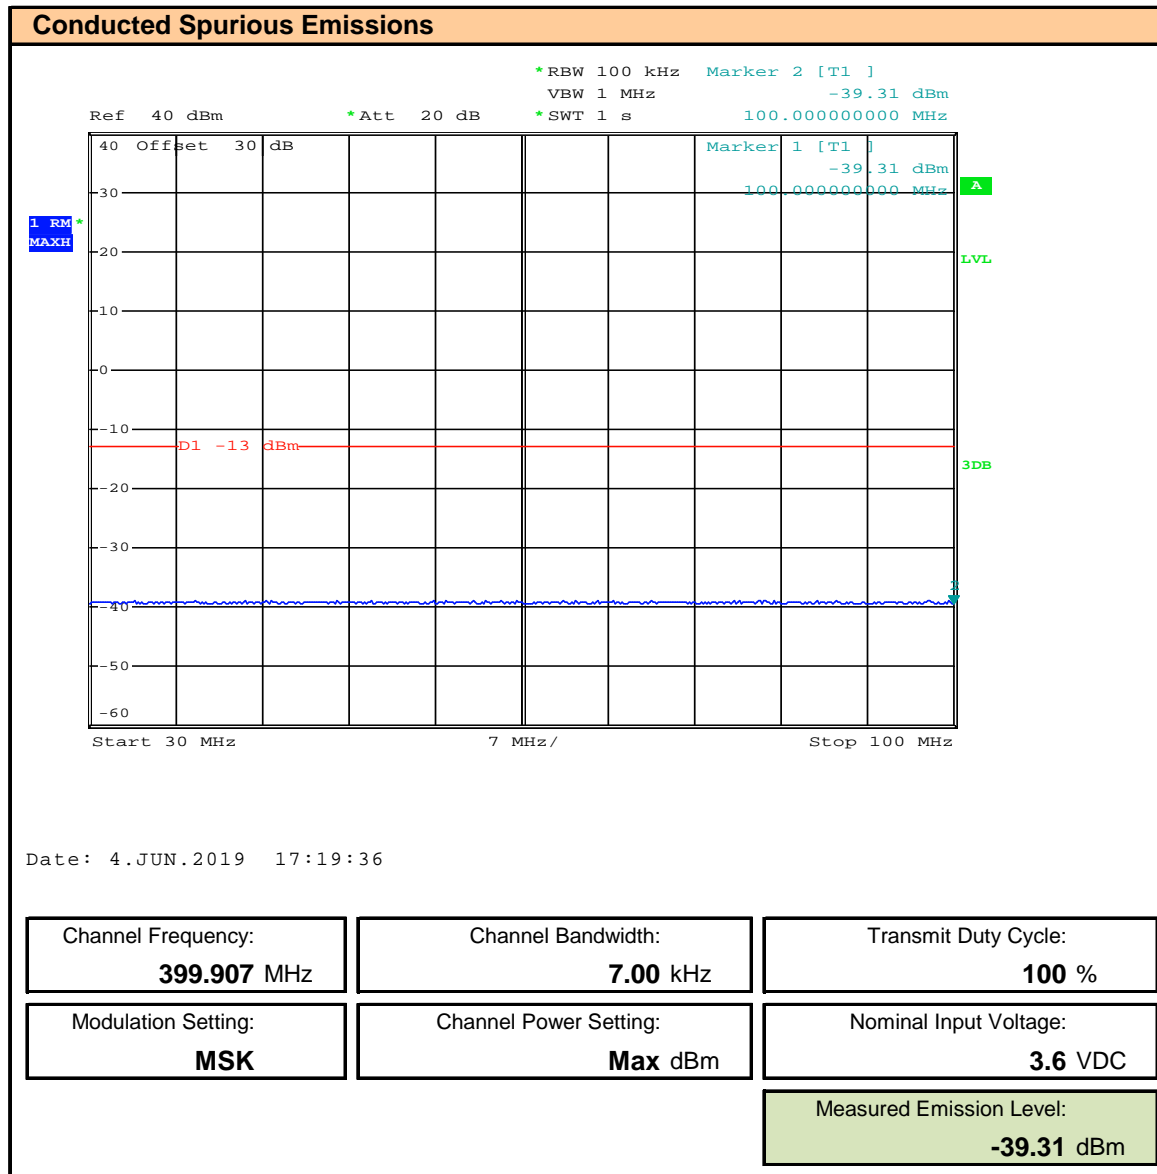 Conducted Spurious Emissions
*RBW 100 kHz Marker 2 [T1 ]
VBW 1 MHz -39.31 dBm
Ref 40 dBm *Att 20 dB *SWT 1 s 100.000000000 MHz
40 Offset 30 dB Marker 1 [T1 ]
-39.31 dBm
30 100.000000000 MHz A
1 RM *
MAXH
20
LVL
10
0
-10
D1 -13 dBm
3DB
-20
-30
-40
-50
-60
Start 30 MHz 7 MHz/ Stop 100 MHz
Date: 4.JUN.2019 17:19:36
Channel Frequency: Channel Bandwidth: Transmit Duty Cycle:
399.907 MHz 7.00 kHz 100 %
Modulation Setting: Channel Power Setting: Nominal Input Voltage:
MSK Max dBm 3.6 VDC
Measured Emission Level:
-39.31 dBm